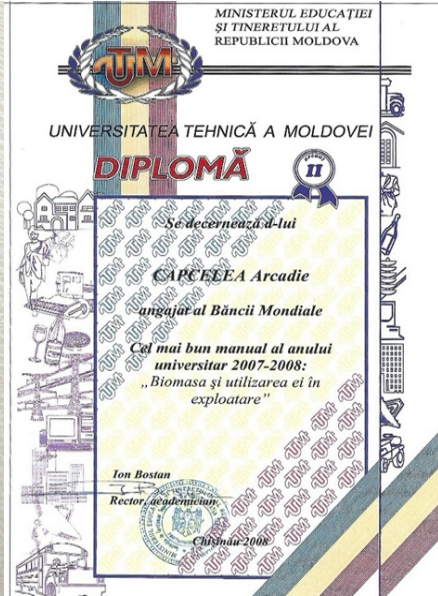 MINISTERUL EDUCAŢIEI
ŞI TINERETULUI AL
REPUBLICII MOLDOVA
UTM
UNIVERSITATEA TEHNICĂ A MOLDOVEI
DIPLOMĂ
II
Se decernează d-lui
CAPCELEA Arcadie
angajat al Băncii Mondiale
Cel mai bun manual al anului
universitar 2007-2008:
„Biomasa şi utilizarea ei în
exploatare”
Ion Bostan
Rector, academician
Chişinău 2008